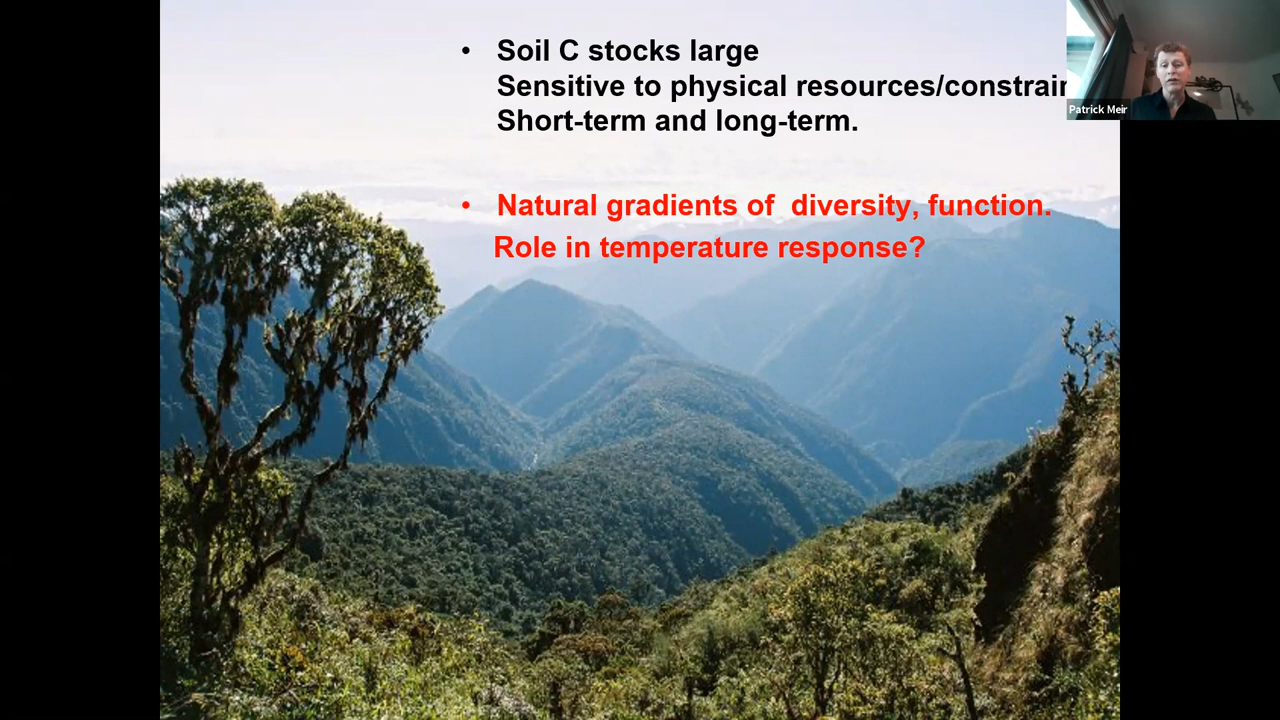 • Soil C stocks large
Sensitive to physical resources/constrain
Short-term and long-term.
• Natural gradients of  diversity, function.
Role in temperature response?
Patrick Meir